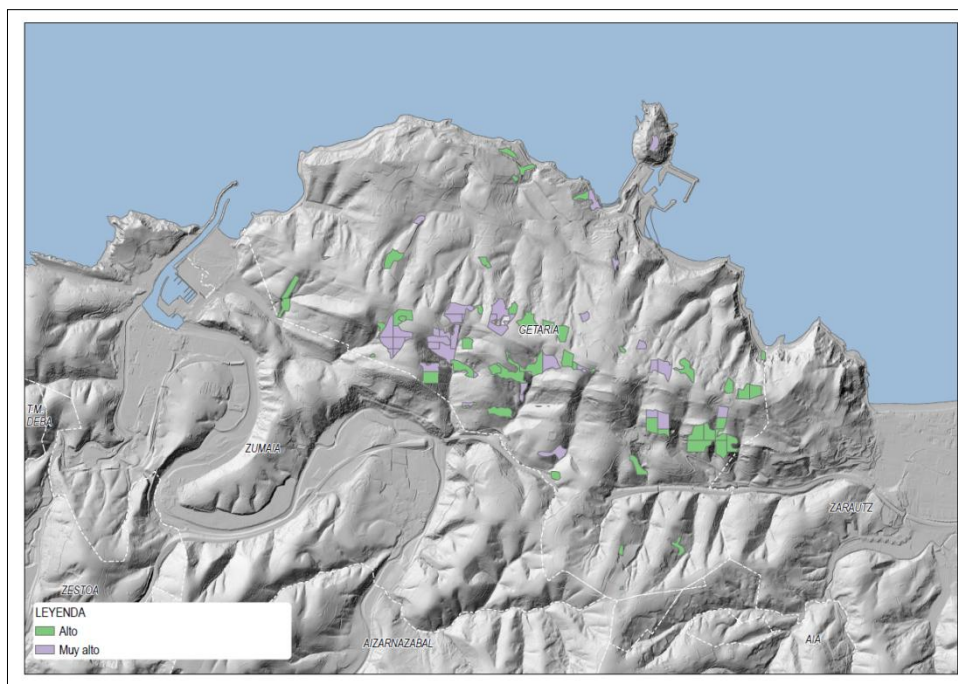 GETARIA
T.M.
DEBA
ZUMAIA
ZARAUTZ
ZESTOA
LEYENDA
Alto
Muy alto
AIZARNAZABAL
AIA